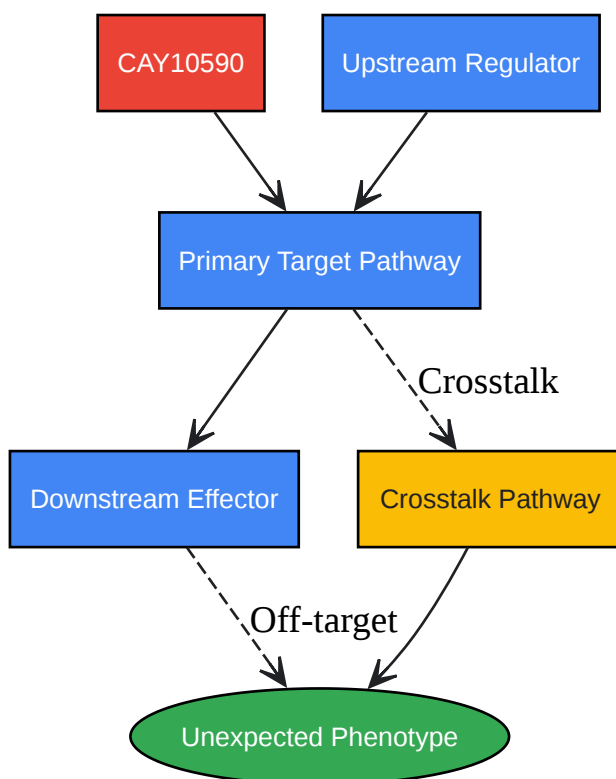 CAY10590
Upstream Regulator
Primary Target Pathway
Crosstalk
Downstream Effector
Crosstalk Pathway
Off-target
Unexpected Phenotype